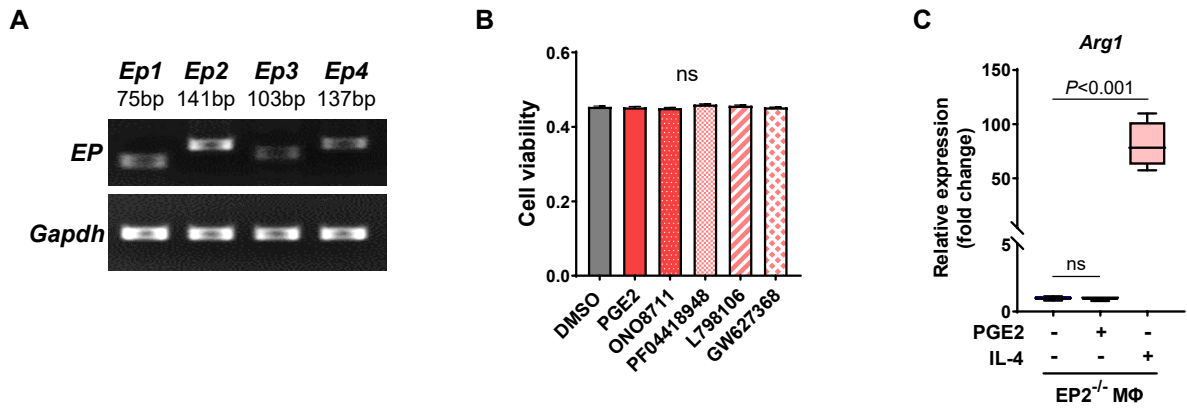 A
Ep1 Ep2 Ep3 Ep4
75bp 141bp 103bp 137bp
EP
Gapdh
B
Cell viability
0.6
0.4
0.2
0.0
ns
DMSO
PGE2
ONO8711
PF04418948
L798106
GW627368
C
Arg1
Relative expression
(fold change)
150
100
50
5
0
P<0.001
ns
PGE2 - + -
IL-4 - - +
EP2-/- MΦ